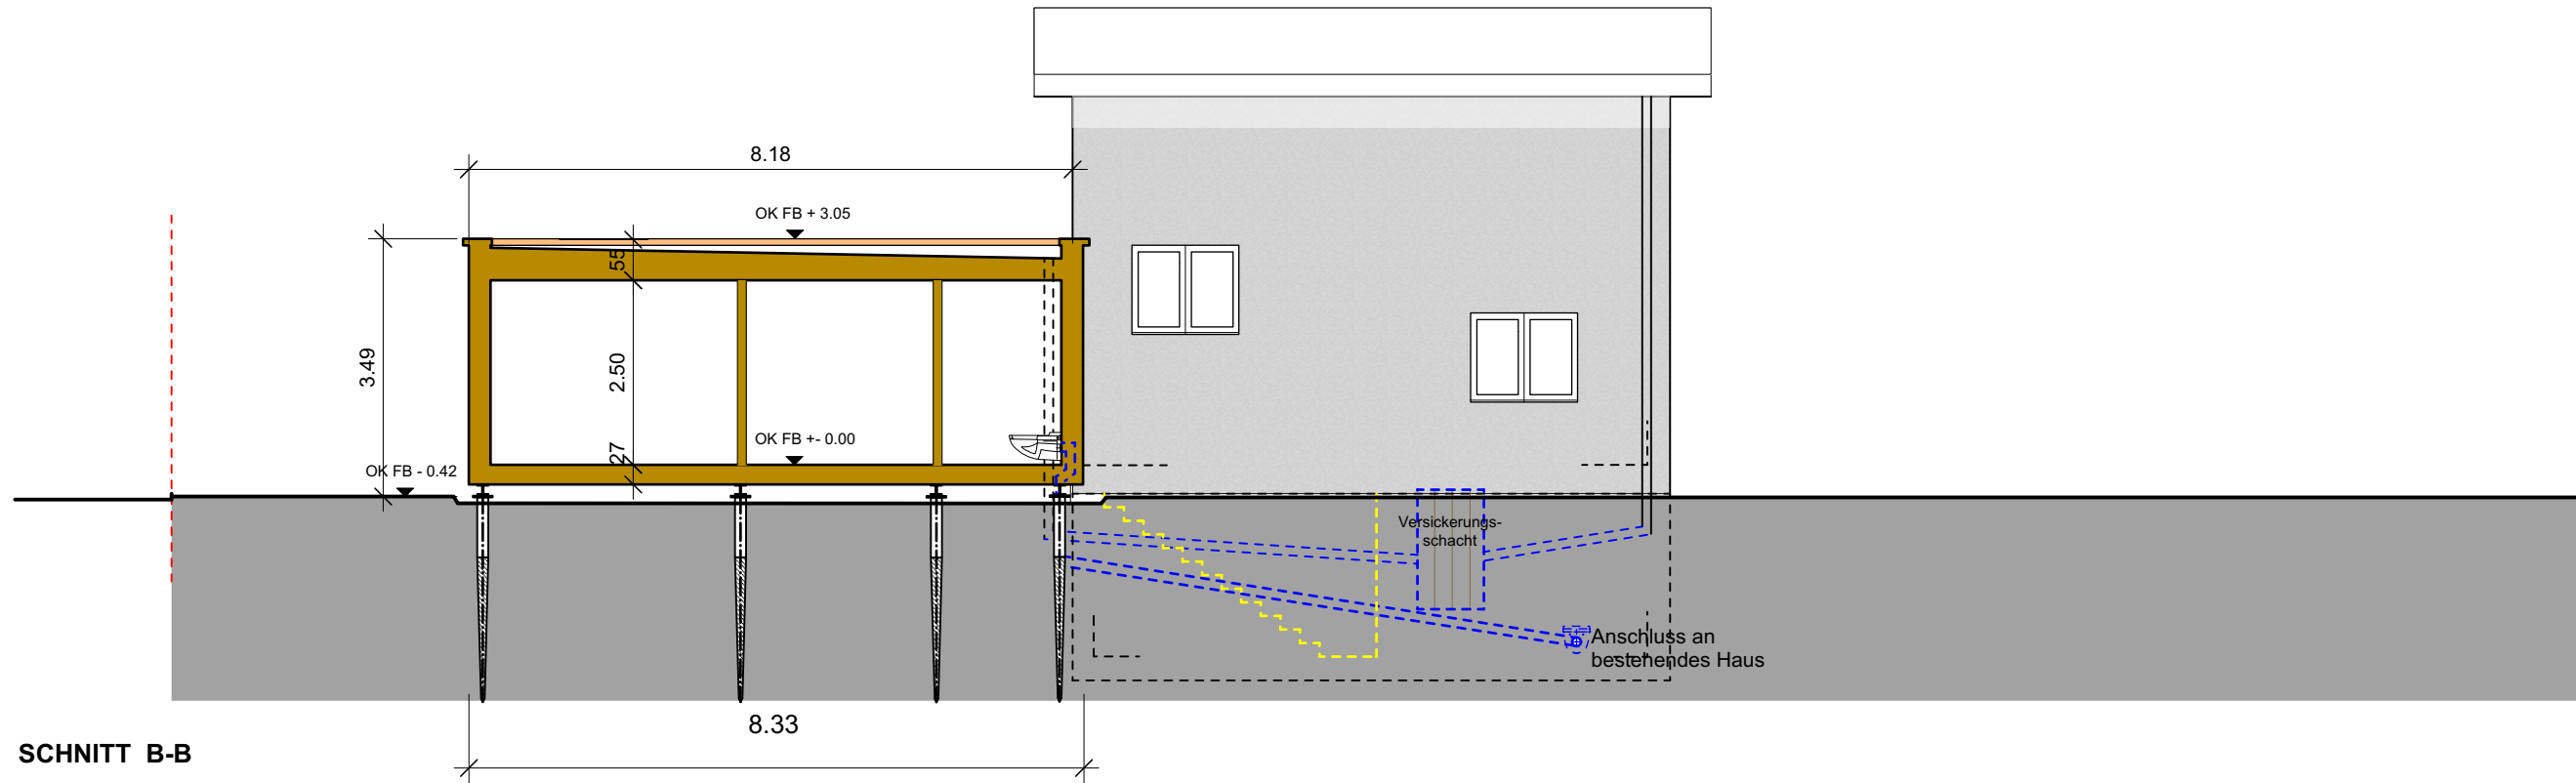 8.18
OK FB + 3.05
55
3.49
2.50
OK FB +- 0.00
27
OK FB - 0.42
Versickerungs-
schacht
Anschluss an
bestehendes Haus
8.33
SCHNITT B-B